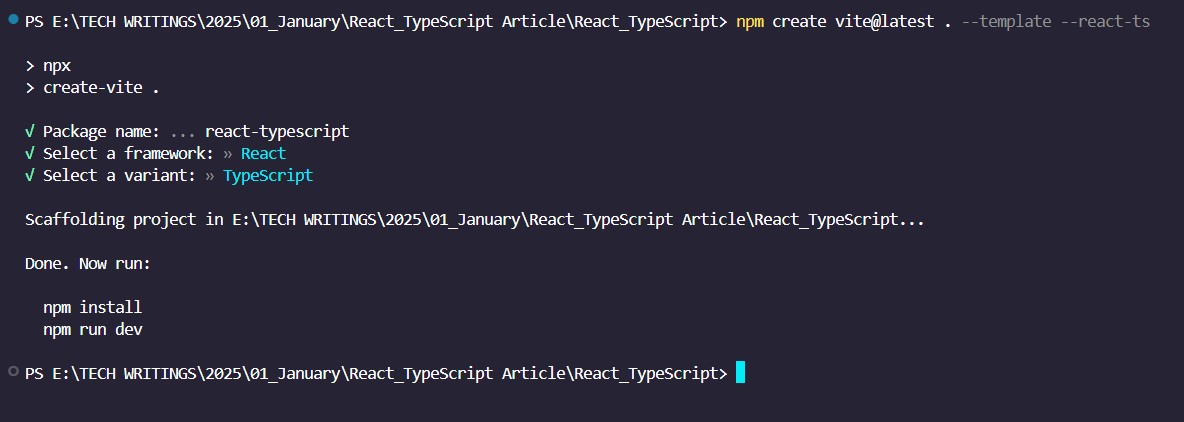 PS E:\TECH WRITINGS\2025\01_January\React_TypeScript Article\React_TypeScript> npm create vite@latest . --template --react-ts
> npx
> create-vite .
√ Package name: ... react-typescript
√ Select a framework: » React
√ Select a variant: » TypeScript
Scaffolding project in E:\TECH WRITINGS\2025\01_January\React_TypeScript Article\React_TypeScript...
Done. Now run:
npm install
npm run dev
PS E:\TECH WRITINGS\2025\01_January\React_TypeScript Article\React_TypeScript>